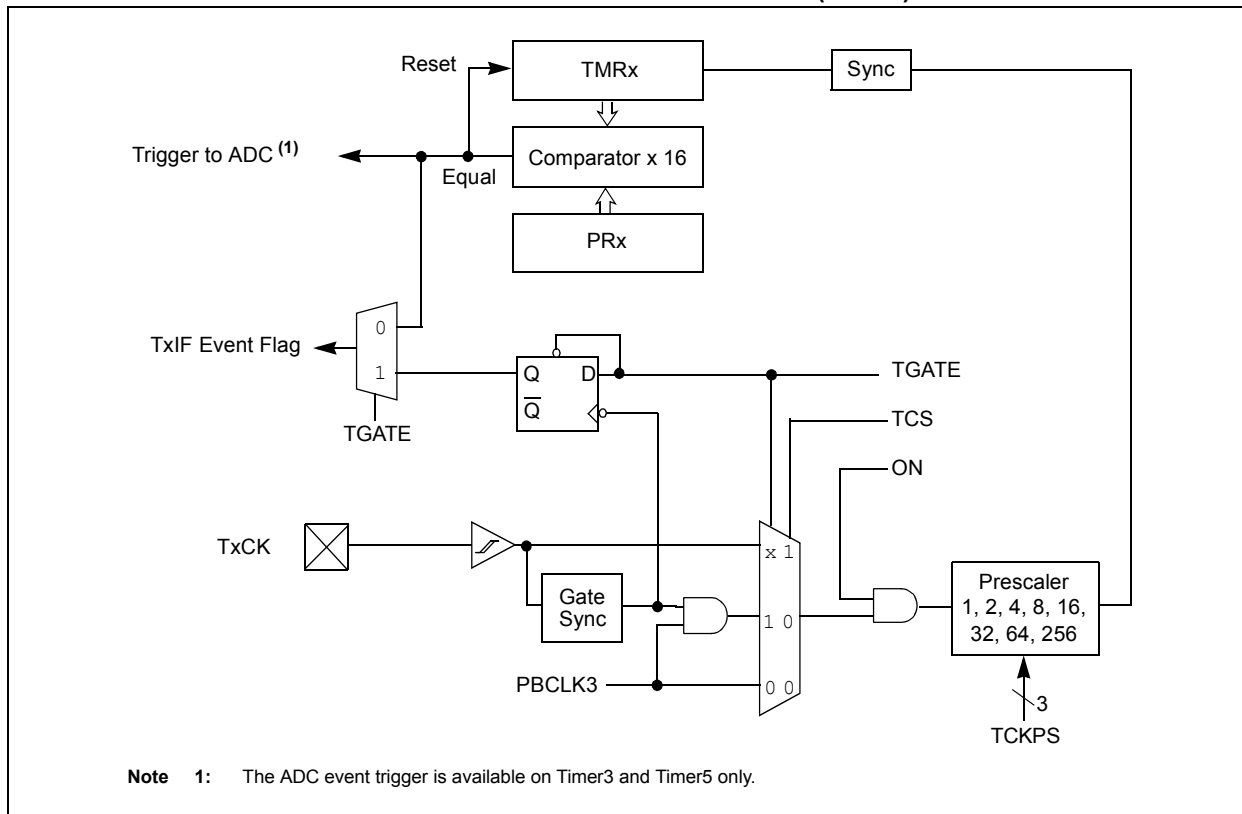 Reset
TMRx
Sync
Trigger to ADC (1)
Equal
Comparator x 16
PRx
TxIF Event Flag
0
1
TGATE
Q
D
Q
TGATE
TCS
ON
TxCK
x 1
Gate
Sync
1 0
PBCLK3
0 0
Prescaler
1, 2, 4, 8, 16,
32, 64, 256
3
TCKPS
Note 1: The ADC event trigger is available on Timer3 and Timer5 only.